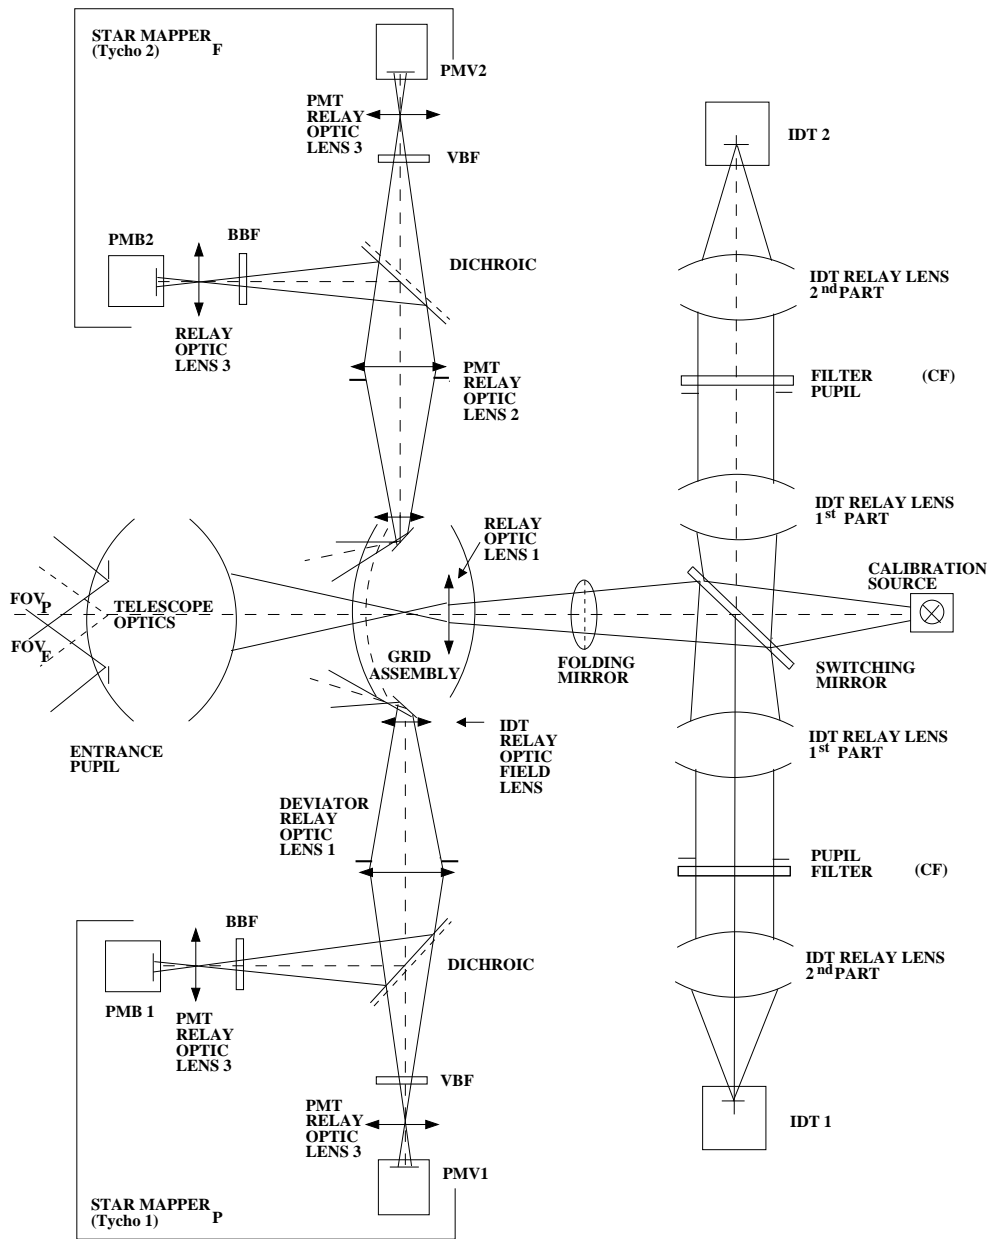 STAR MAPPER F
(Tycho 2)
PMV2
PMT
RELAY
OPTIC
LENS 3
VBF
PMB2
BBF
DICHROIC
RELAY
OPTIC
LENS 3
PMT
RELAY
OPTIC
LENS 2
IDT 2
IDT RELAY LENS
2nd PART
FILTER (CF)
PUPIL
IDT RELAY LENS
1st PART
RELAY
OPTIC
LENS 1
CALIBRATION
SOURCE
FOV P
FOV F
TELESCOPE
OPTICS
GRID
ASSEMBLY
FOLDING
MIRROR
SWITCHING
MIRROR
ENTRANCE
PUPIL
IDT
RELAY
OPTIC
FIELD
LENS
IDT RELAY LENS
1st PART
DEVIATOR
RELAY
OPTIC
LENS 1
PUPIL
FILTER (CF)
BBF
DICHROIC
IDT RELAY LENS
2nd PART
PMB 1
PMT
RELAY
OPTIC
LENS 3
VBF
PMT
RELAY
OPTIC
LENS 3
IDT 1
PMV1
STAR MAPPER P
(Tycho 1)